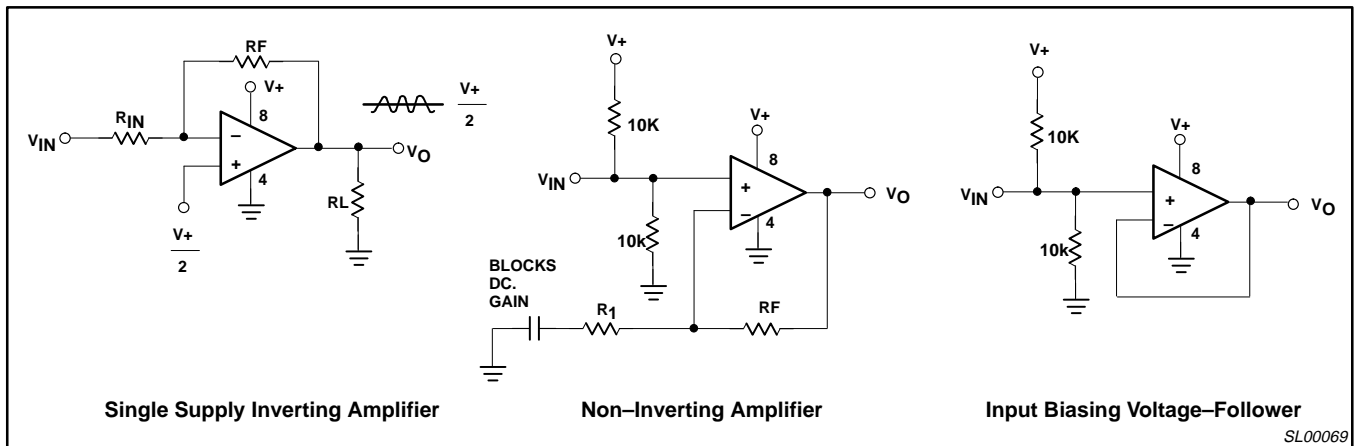 RF
V+
8
RIN
VIN
−
+
4
V+
2
RL
VO
V+
2
Single Supply Inverting Amplifier
V+
10K
V+
8
VIN
+
−
4
VO
10k
BLOCKS
DC.
GAIN
R1
RF
Non–Inverting Amplifier
V+
10K
V+
8
VIN
+
−
4
VO
10k
Input Biasing Voltage–Follower
SL00069